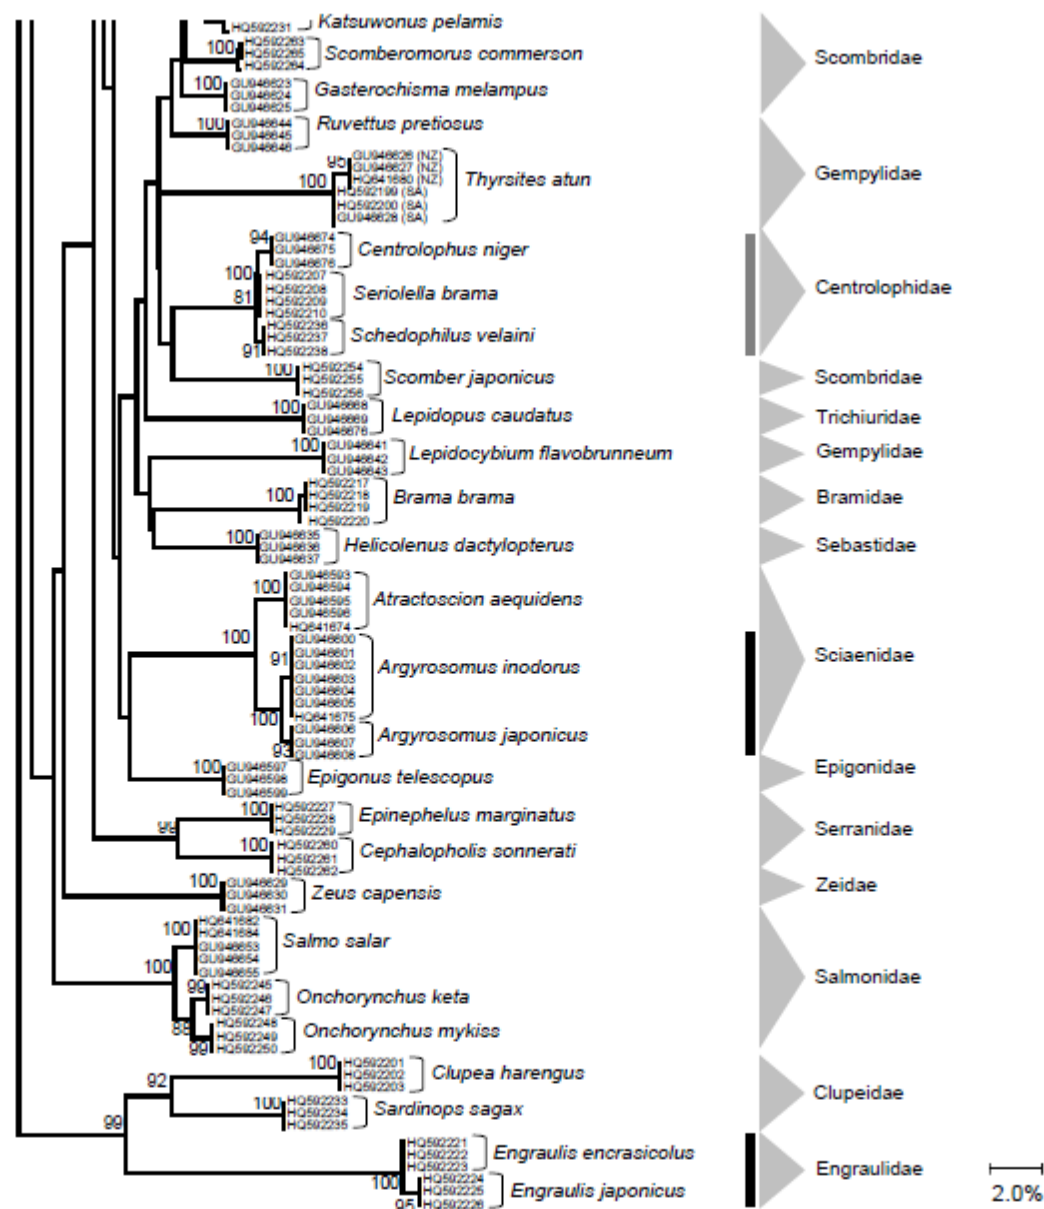 HQ592231 Katsuwonus pelamis
HQ592263
100 HQ592265 Scomberomorus commerson Scombridae
HQ592264
100 GU946623
GU946624 Gasterochisma melampus
GU946625
100 GU946644 Ruvettus pretiosus
GU946645
GU946646
GU946626 (NZ)
95 GU946627 (NZ)
100 HQ641680 (NZ) Thyrsites atun Gempylidae
HQ592199 (SA)
HQ592200 (SA)
GU946628 (SA)
94 GU946674
GU946675 Centrolophus niger
GU946676
100 HQ592207
HQ592208 Seriolella brama Centrolophidae
81 HQ592209
HQ592210
HQ592236
HQ592237 Schedophilus velaini
91 HQ592238
100 HQ592254
HQ592255 Scomber japonicus Scombridae
HQ592256
100 GU946668
GU946669 Lepidopus caudatus Trichiuridae
GU946676
100 GU946641
GU946642 Lepidocybium flavobrunneum Gempylidae
GU946643
HQ592217
100 HQ592218 Brama brama Bramidae
HQ592219
HQ592220
100 GU946635
GU946636 Helicolenus dactylopterus Sebastidae
GU946637
GU946593
100 GU946594
GU946595 Atractoscion aequidens
GU946596
HQ641674
100 GU946600
91 GU946601
GU946602 Argyrosomus inodorus Sciaenidae
GU946603
GU946604
GU946605
100 HQ641675
GU946606
GU946607 Argyrosomus japonicus
93 GU946608
100 GU946597
GU946598 Epigonus telescopus Epigonidae
GU946599
100 HQ592227
HQ592228 Epinephelus marginatus
99 HQ592229 Serranidae
100 HQ592260
HQ592261 Cephalopholis sonnerati
HQ592262
100 GU946629
GU946630 Zeus capensis Zeidae
GU946631
HQ641682
100 HQ641684
GU946653 Salmo salar
GU946654
100 GU946655 Salmonidae
99 HQ592245
HQ592246 Onchorynchus keta
HQ592247
88 HQ592248
HQ592249 Onchorynchus mykiss
99 HQ592250
100 HQ592201
HQ592202 Clupea harengus
92 HQ592203 Clupeidae
100 HQ592233
HQ592234 Sardinops sagax
99 HQ592235
HQ592221
HQ592222 Engraulis encrasicolus
HQ592223 Engraulidae
100 HQ592224
HQ592225 Engraulis japonicus
95 HQ592226
2.0%